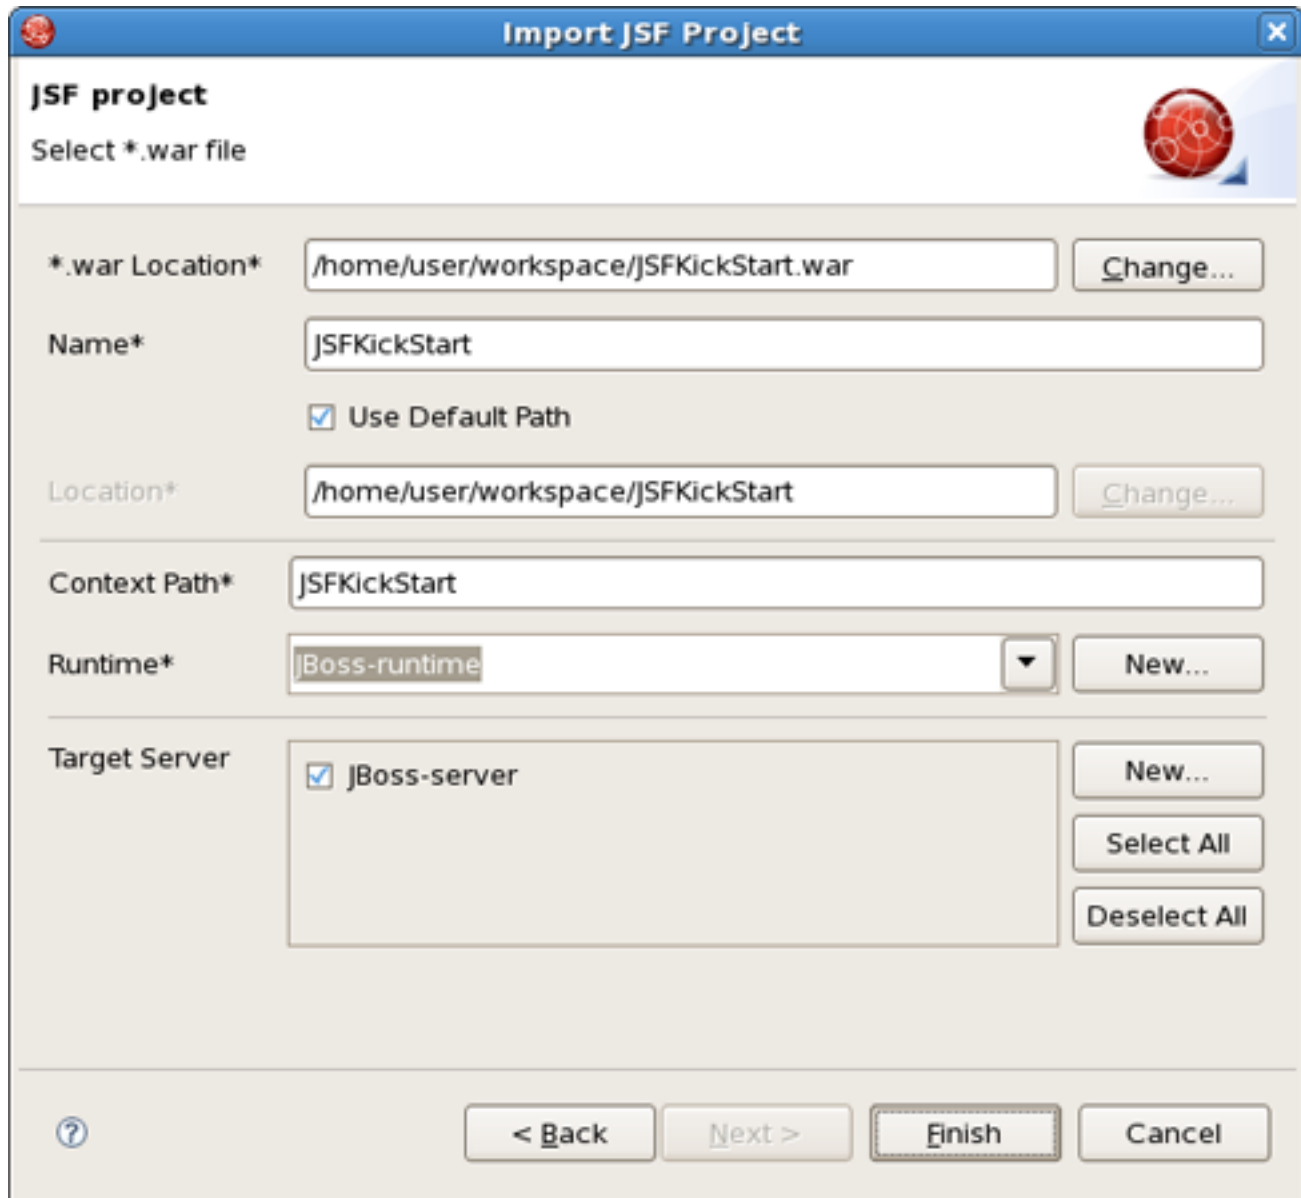 Import JSF Project
JSF project
Select *.war file
*.war Location* /home/user/workspace/JSFKickStart.war Change...
Name* JSFKickStart
Use Default Path
Location* /home/user/workspace/JSFKickStart Change...
Context Path* JSFKickStart
Runtime* JBoss-runtime New...
Target Server JBoss-server New...
Select All
Deselect All
? < Back Next > Finish Cancel